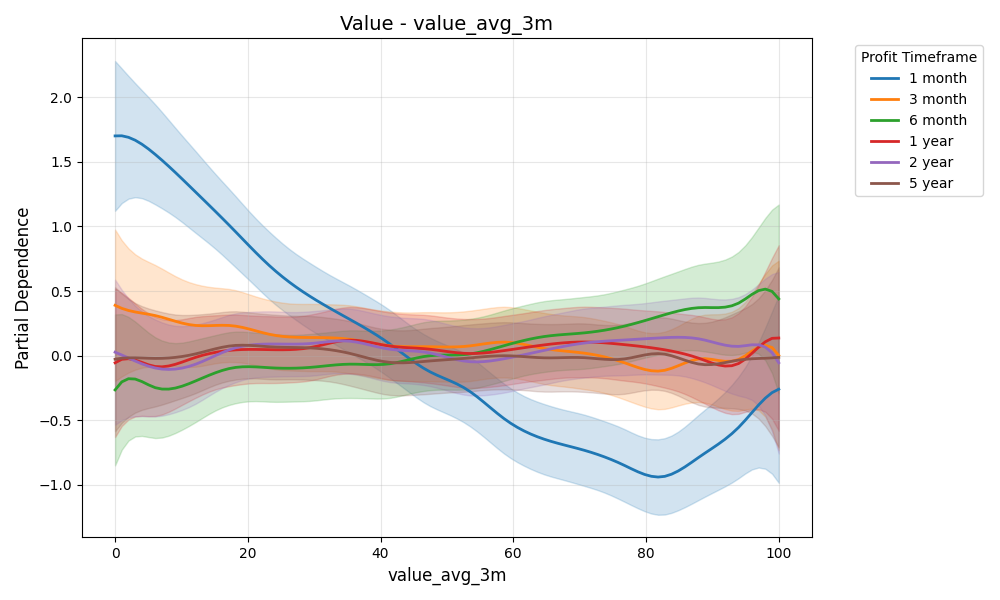 Value - value_avg_3m
Profit Timeframe
1 month
3 month
6 month
1 year
2 year
5 year
Partial Dependence
2.0
1.5
1.0
0.5
0.0
−0.5
−1.0
0
20
40
60
80
100
value_avg_3m